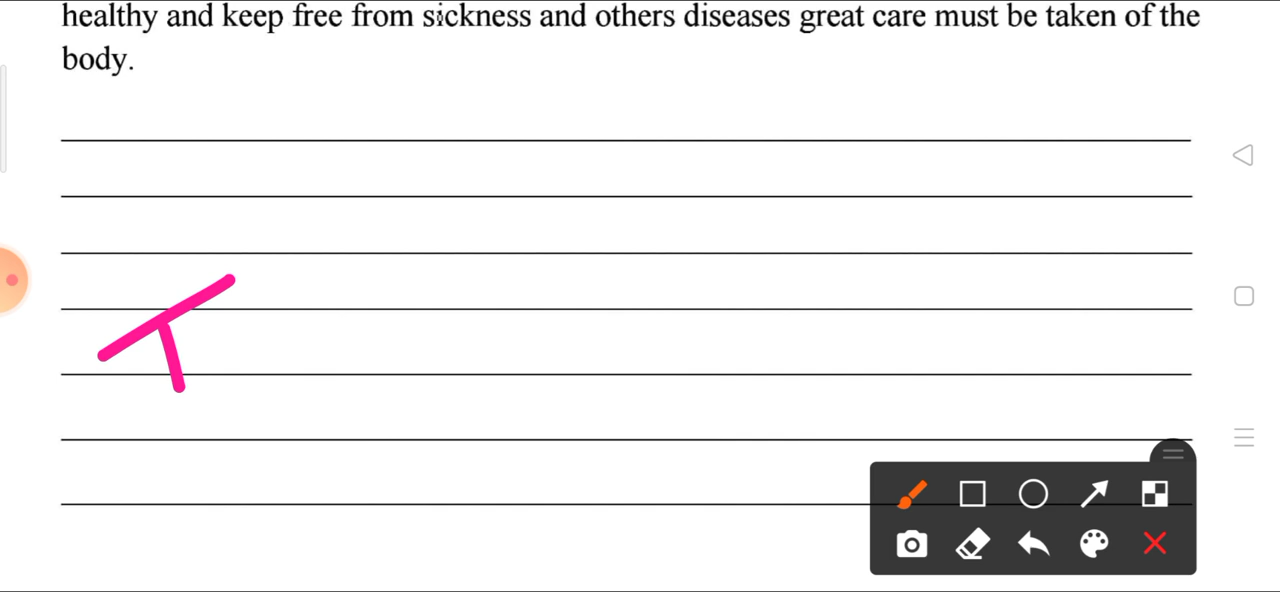 healthy and keep free from sickness and others diseases great care must be taken of the
body.
T